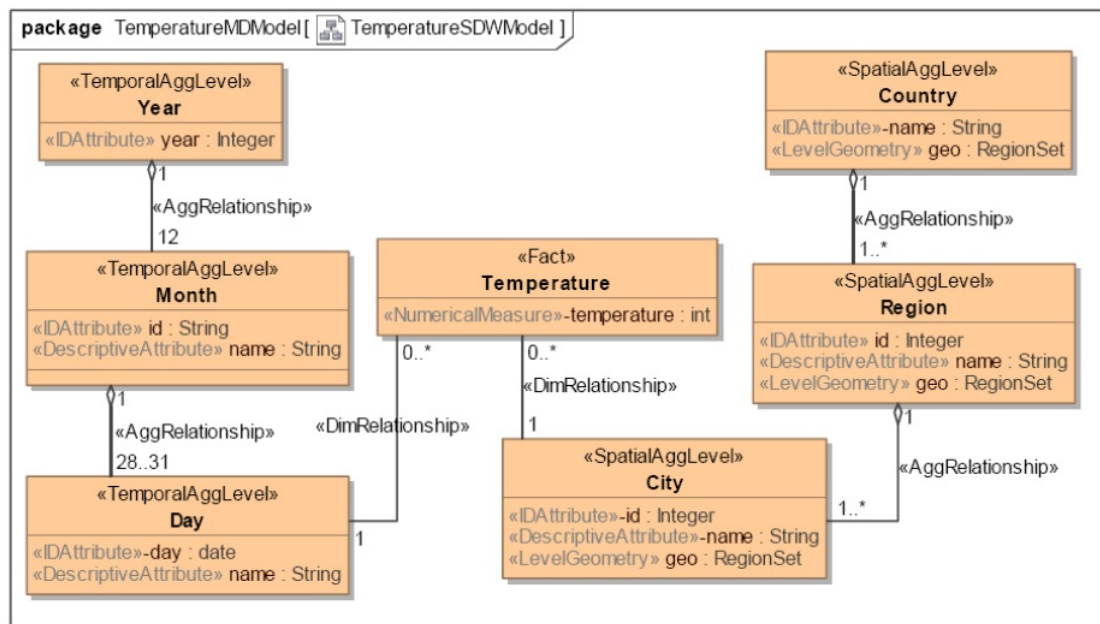 package TemperatureMDModel[ TemperatureSDWModel ]
«TemporalAggLevel»
Year
«IDAttribute» year : Integer
1
«AggRelationship»
12
«TemporalAggLevel»
Month
«IDAttribute» id : String
«DescriptiveAttribute» name : String
1
«AggRelationship»
28..31
«TemporalAggLevel»
Day
«IDAttribute»-day : date
«DescriptiveAttribute» name : String
1
«DimRelationship»
0..*
«Fact»
Temperature
«NumericalMeasure»-temperature : int
0..*
«DimRelationship»
1
«SpatialAggLevel»
City
«IDAttribute»-id : Integer
«DescriptiveAttribute»-name : String
«LevelGeometry» geo : RegionSet
1..*
«AggRelationship»
1
«SpatialAggLevel»
Country
«IDAttribute»-name : String
«LevelGeometry» geo : RegionSet
1
«AggRelationship»
1..*
«SpatialAggLevel»
Region
«IDAttribute» id : Integer
«DescriptiveAttribute» name : String
«LevelGeometry» geo : RegionSet